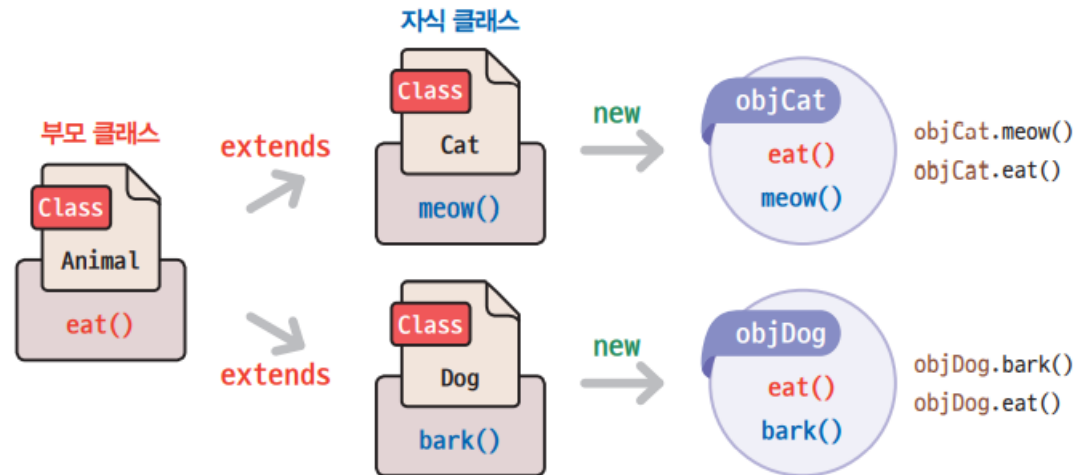 자식 클래스
Class
Cat
meow()
부모 클래스
Class
Animal
eat()
extends
extends
new
objCat
eat()
meow()
objCat.meow()
objCat.eat()
Class
Dog
bark()
new
objDog
eat()
bark()
objDog.bark()
objDog.eat()